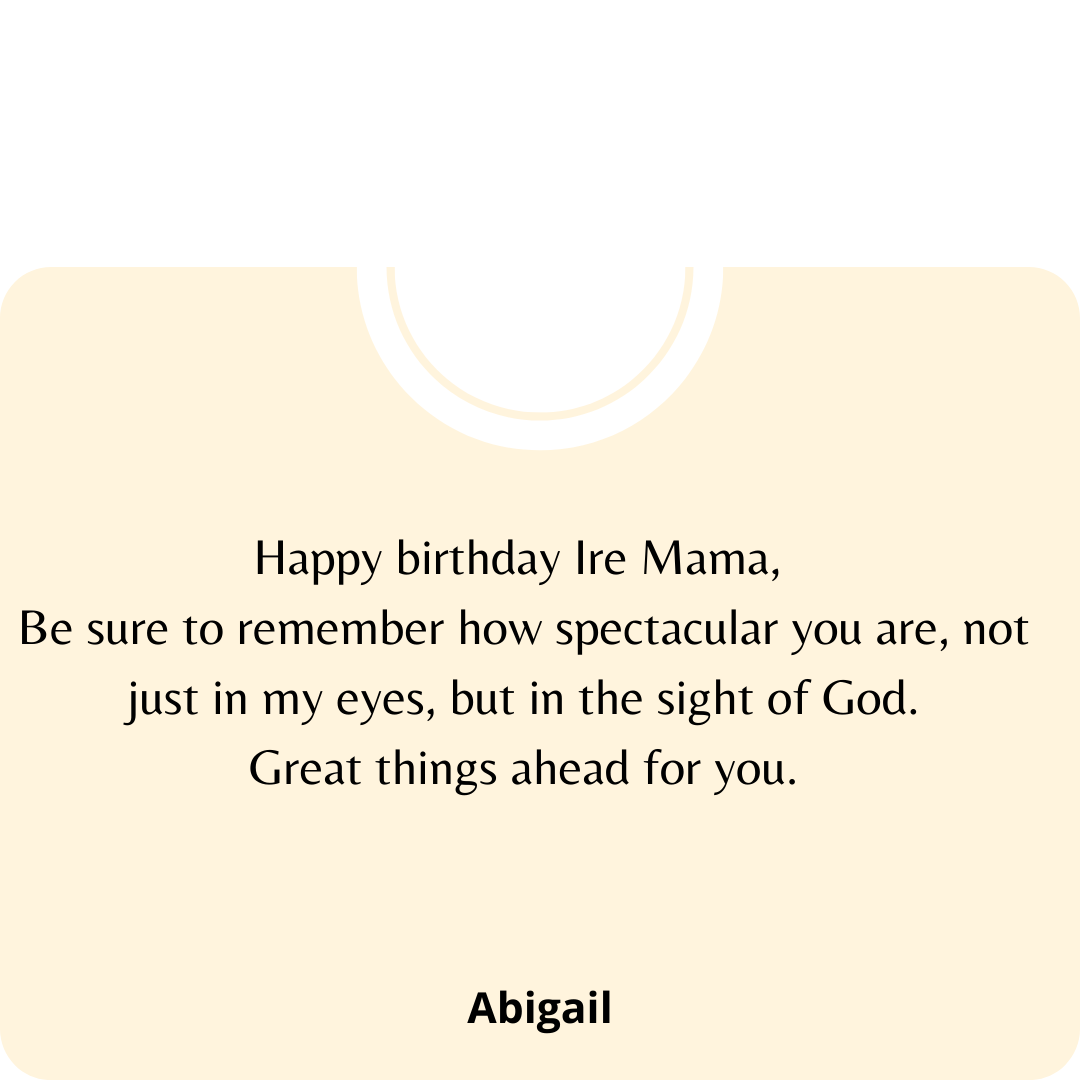 Happy birthday Ire Mama,
Be sure to remember how spectacular you are, not
just in my eyes, but in the sight of God.
Great things ahead for you.
Abigail